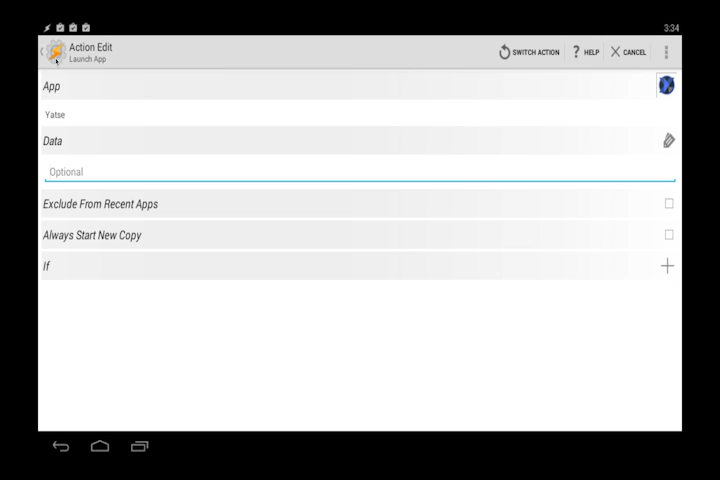 3:34
Action Edit
Launch App
SWITCH ACTION
HELP
CANCEL
App
Yatse
Data
Optional
Exclude From Recent Apps
Always Start New Copy
If